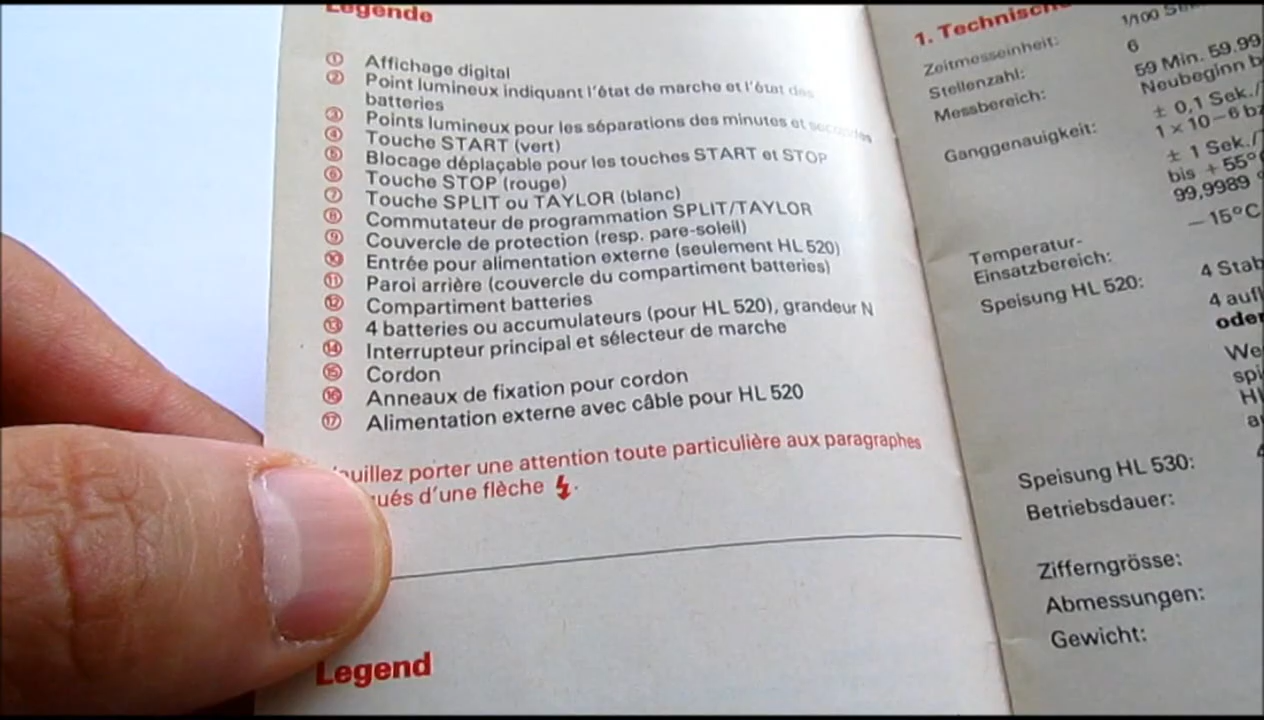 Legende
① Affichage digital
② Point lumineux indiquant l'état de marche et l'état des
batteries
③ Points lumineux pour les séparations des minutes et secondes
④ Touche START (vert)
⑤ Blocage déplaçable pour les touches START et STOP
⑥ Touche STOP (rouge)
⑦ Touche SPLIT ou TAYLOR (blanc)
⑧ Commutateur de programmation SPLIT/TAYLOR
⑨ Couvercle de protection (resp. pare-soleil)
⑩ Entrée pour alimentation externe (seulement HL 520)
⑪ Paroi arrière (couvercle du compartiment batteries)
⑫ Compartiment batteries
⑬ 4 batteries ou accumulateurs (pour HL 520), grandeur N
⑭ Interrupteur principal et sélecteur de marche
⑮ Cordon
⑯ Anneaux de fixation pour cordon
⑰ Alimentation externe avec câble pour HL 520
porter une attention toute particulière aux paragraphes
d'une flèche
Legend
1.
Zeitmesseinheit: 1/100
Stellenzahl: 6
Messbereich: 59 Min. 59.99
Neubeginn
Ganggenauigkeit: ± 0,1 Sek./
1 × 10−6
± 1 Sek./
bis + 55°
99,9989
Temperatur-
Einsatzbereich: −15°C
Speisung HL 520: 4
4
oder
Speisung HL 530:
Betriebsdauer:
Zifferngrösse:
Abmessungen:
Gewicht: